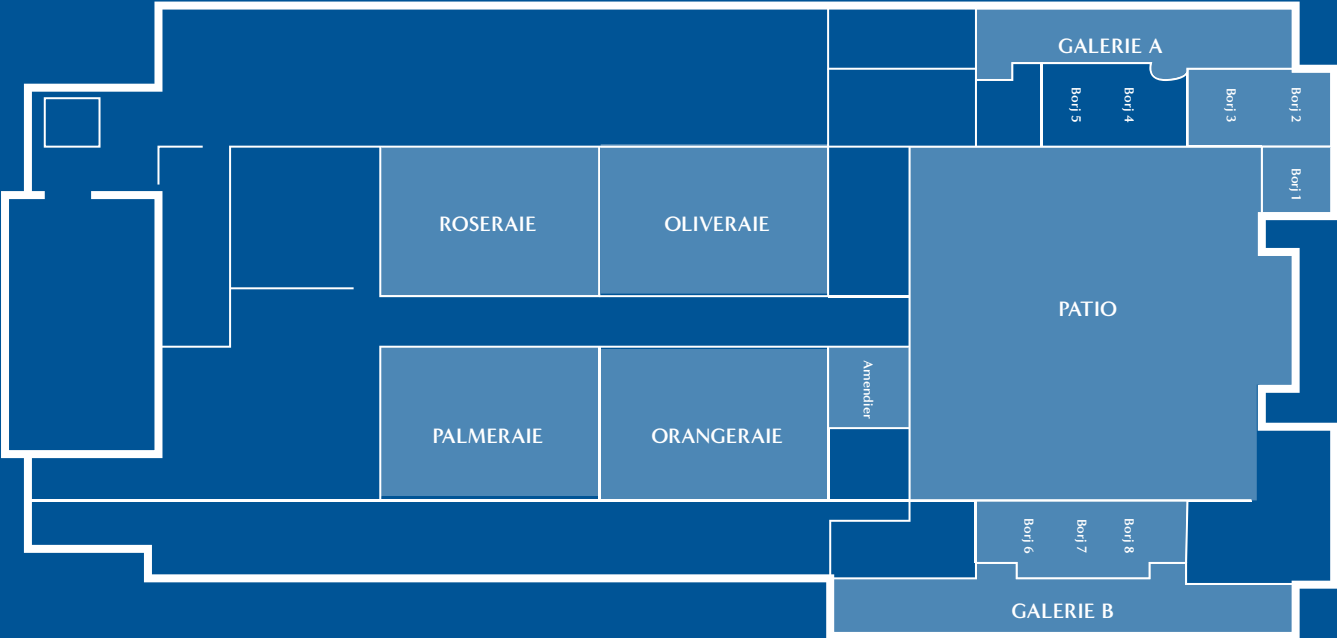 GALERIE A
Borj 5
Borj 4
Borj 3
Borj 2
Borj 1
ROSERAIE
OLIVERAIE
PATIO
Amendier
PALMERAIE
ORANGERAIE
Borj 6
Borj 7
Borj 8
GALERIE B